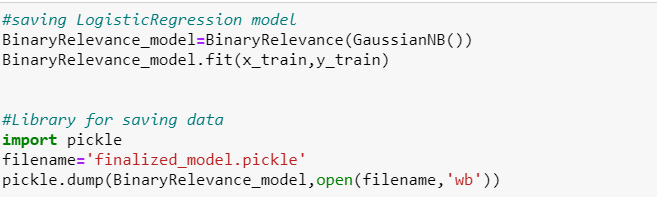 #saving LogisticRegression model
BinaryRelevance_model=BinaryRelevance(GaussianNB())
BinaryRelevance_model.fit(x_train,y_train)
#Library for saving data
import pickle
filename='finalized_model.pickle'
pickle.dump(BinaryRelevance_model,open(filename,'wb'))